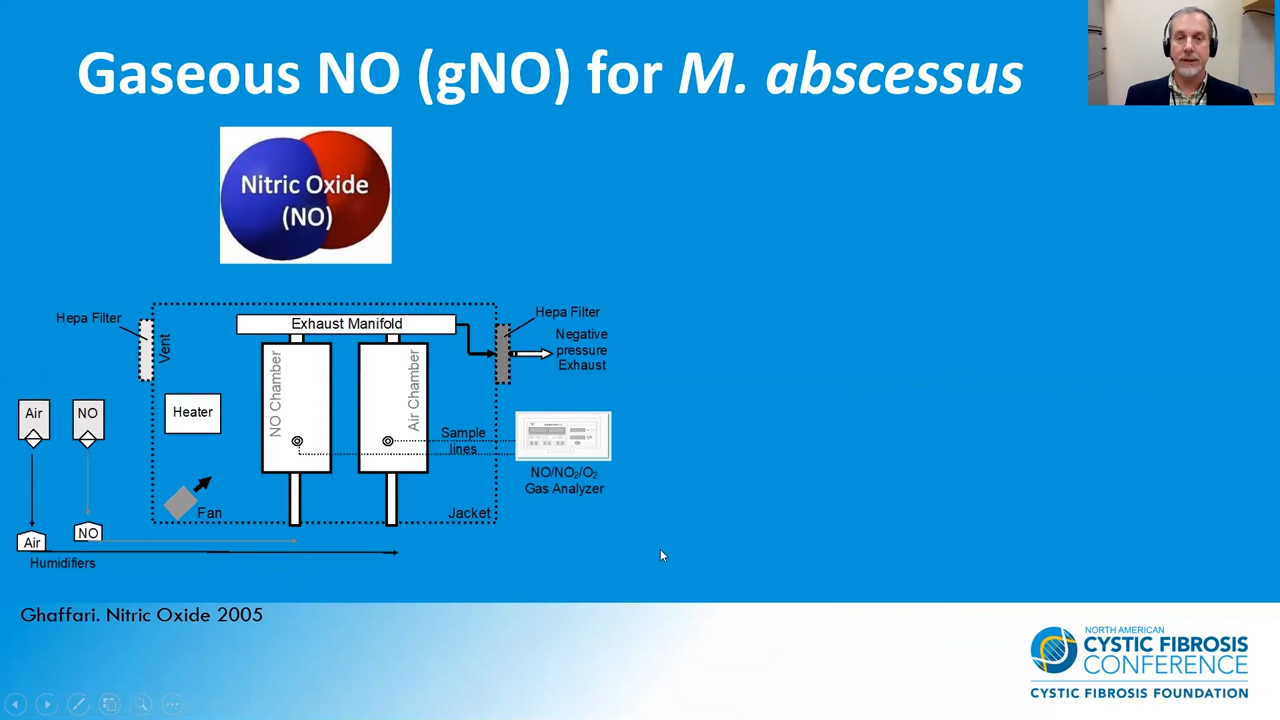 Gaseous NO (gNO) for M. abscessus
Nitric Oxide
(NO)
Hepa Filter
Vent
Exhaust Manifold
Hepa Filter
Negative
pressure
Exhaust
NO Chamber
Air Chamber
Air
NO
Heater
Sample
lines
NO/NO₂/O₂
Gas Analyzer
Fan
Jacket
Air
NO
Humidifiers
Ghaffari. Nitric Oxide 2005
NORTH AMERICAN
CYSTIC FIBROSIS
CONFERENCE
CYSTIC FIBROSIS FOUNDATION